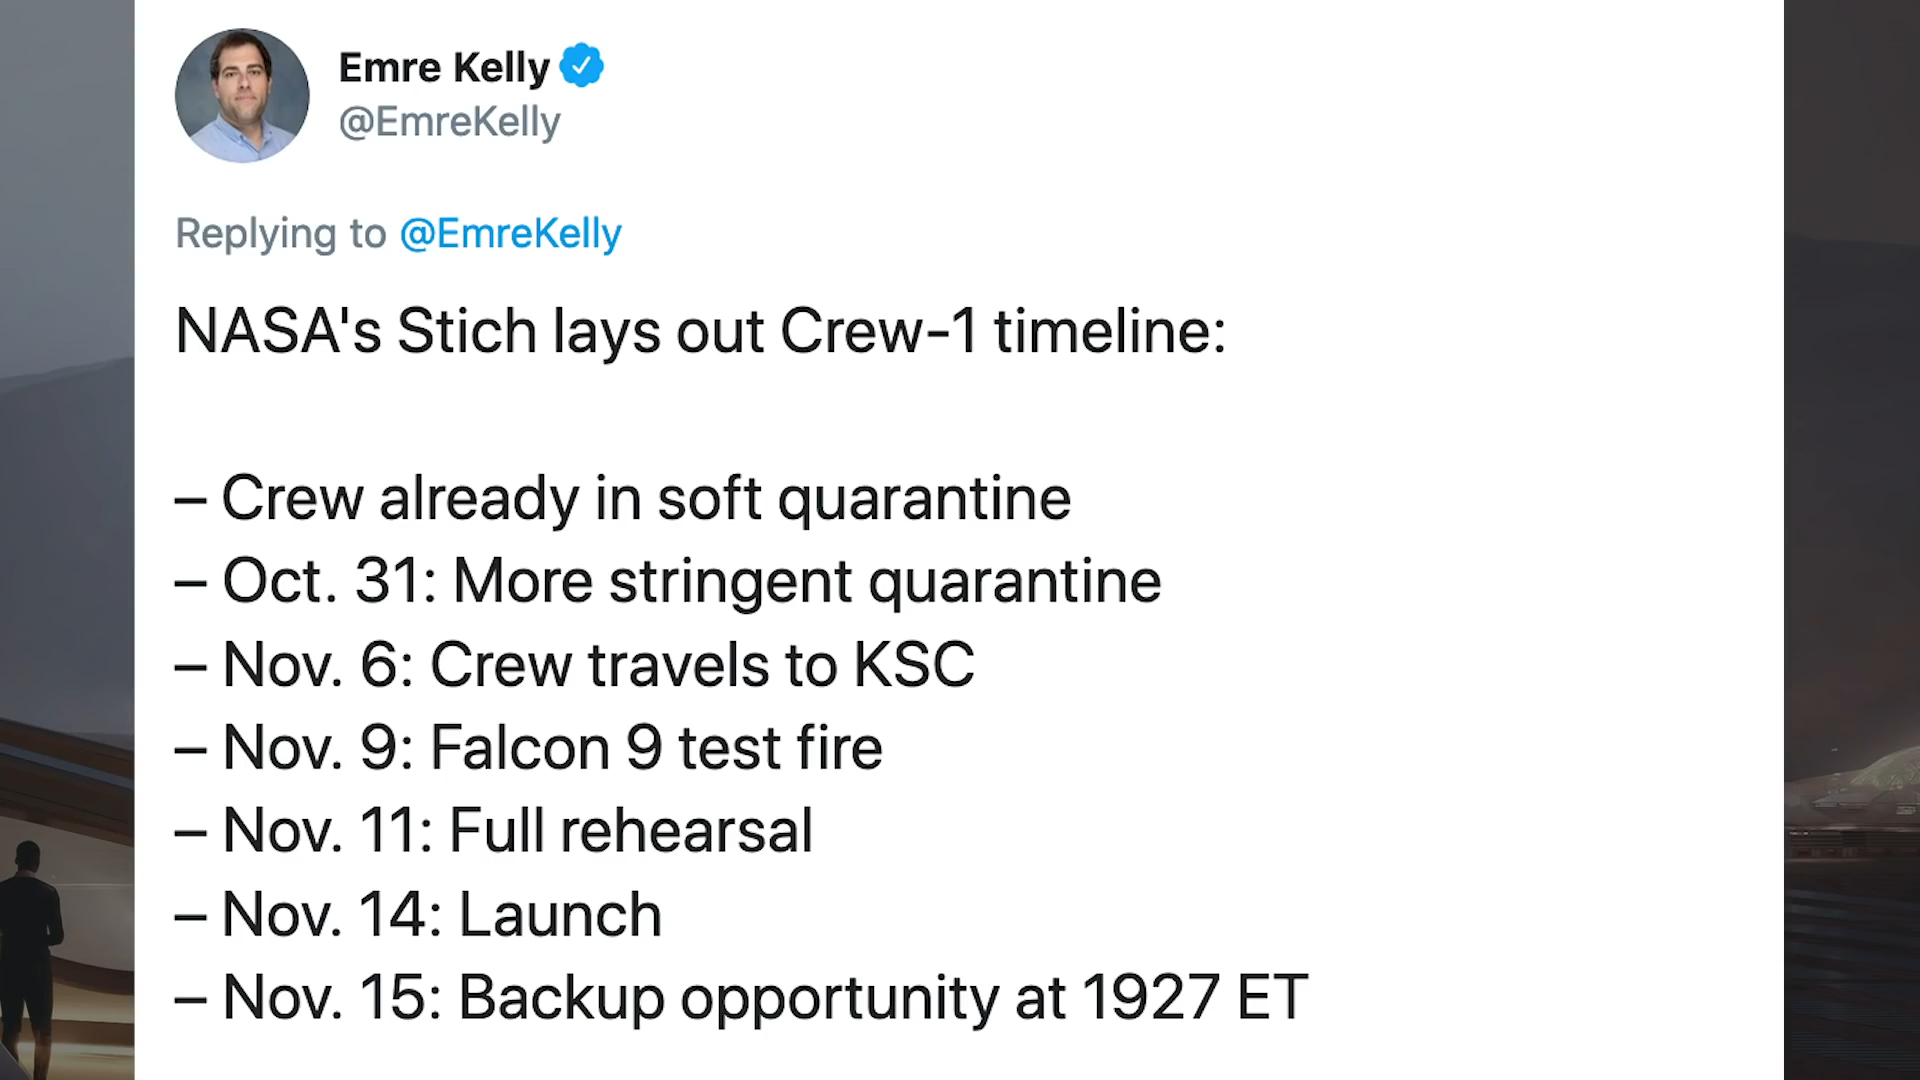 Emre Kelly
@EmreKelly
Replying to @EmreKelly
NASA's Stich lays out Crew-1 timeline:
– Crew already in soft quarantine
– Oct. 31: More stringent quarantine
– Nov. 6: Crew travels to KSC
– Nov. 9: Falcon 9 test fire
– Nov. 11: Full rehearsal
– Nov. 14: Launch
– Nov. 15: Backup opportunity at 1927 ET